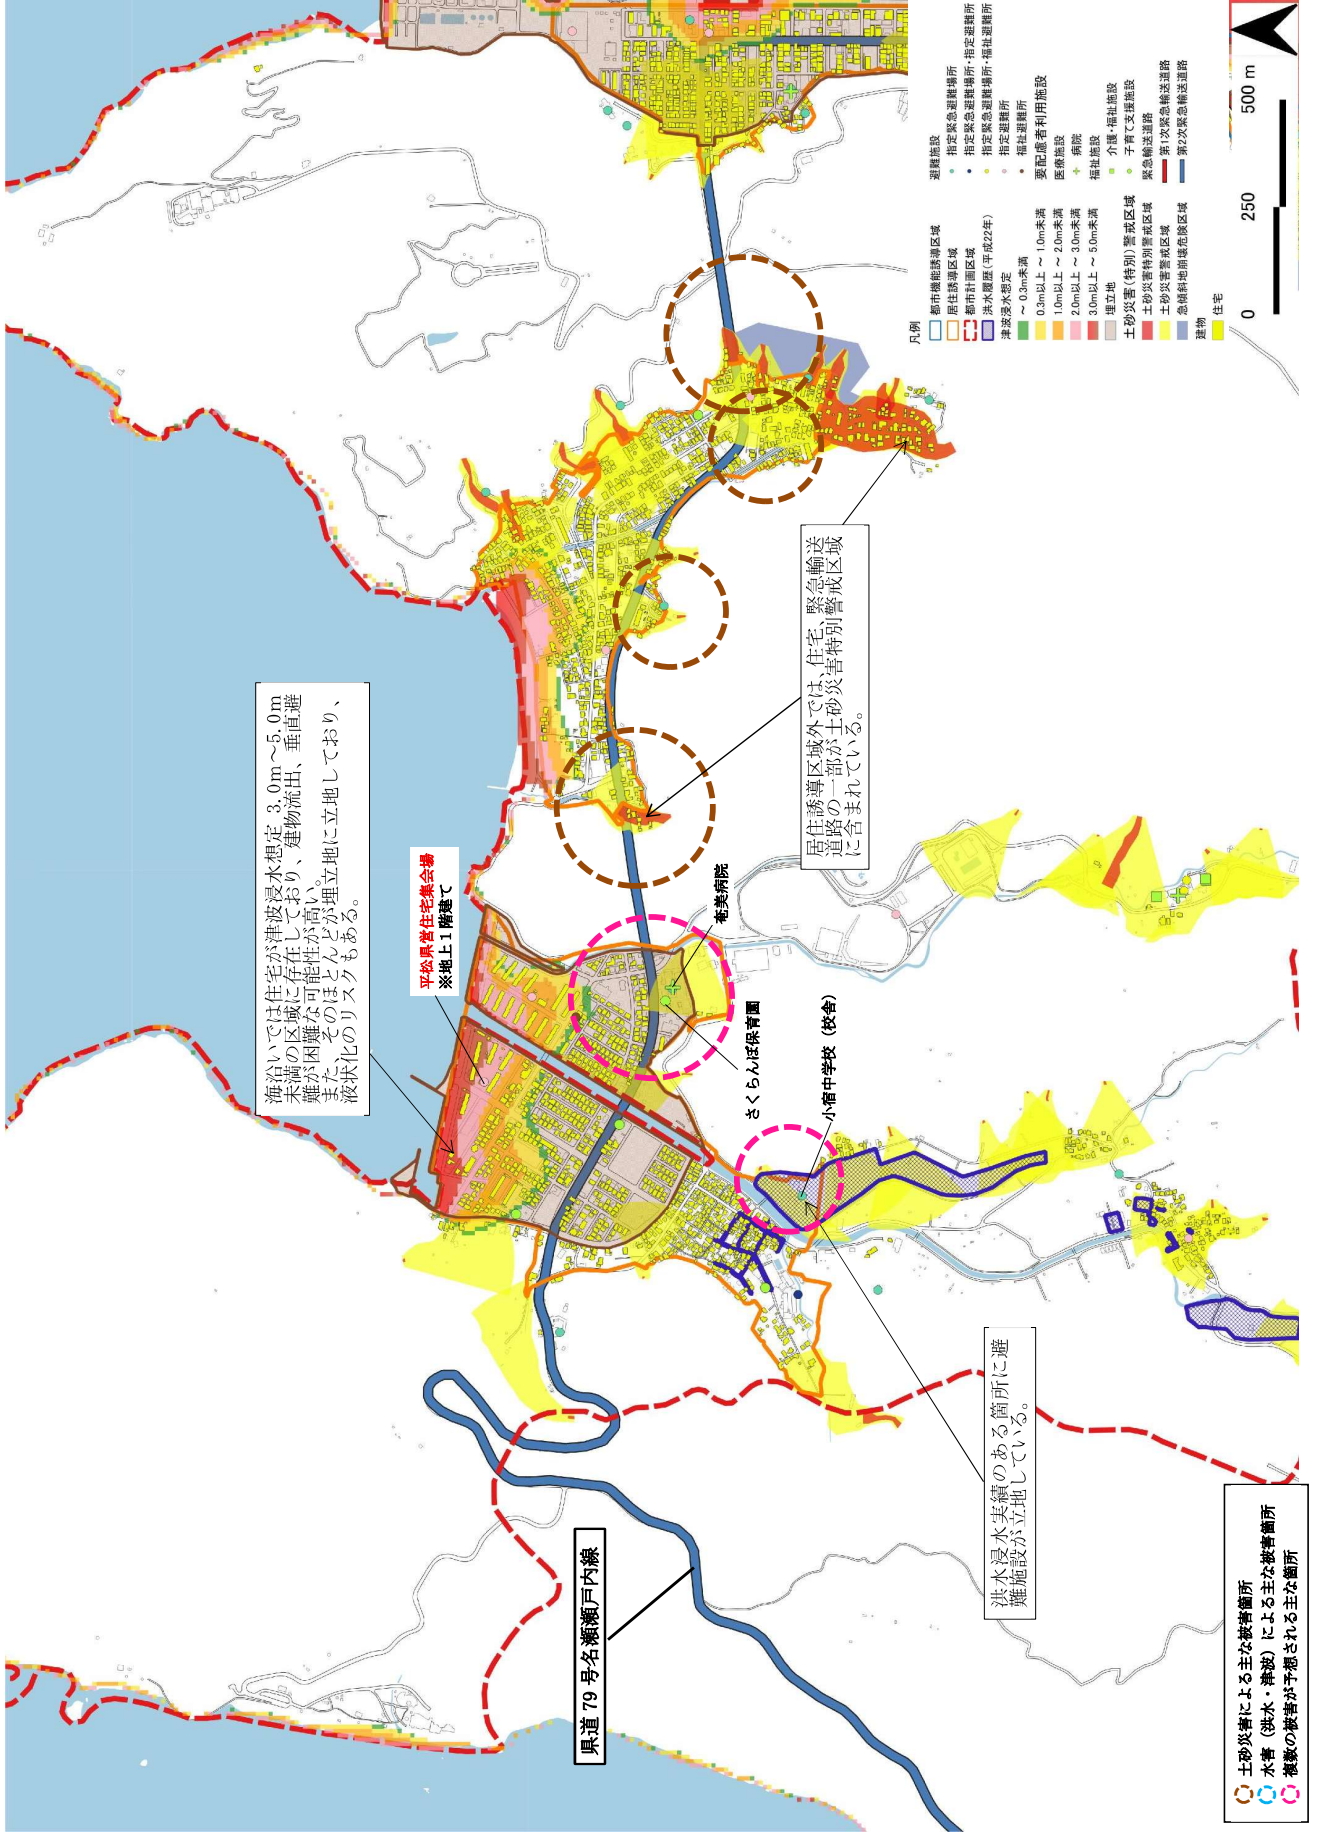 海沿いでは住宅が津波浸水想定 3.0m～5.0m
未満の区域に存在しており、建物流出、垂直避
難が困難な可能性が高い。
また、そのほとんどが埋立地に立地しており、
液状化のリスクもある。
平松県営住宅集会場
※地上1階建て
奄美病院
さくらんぼ保育園
小宿中学校（校舎）
居住誘導区域外では、住宅、緊急輸送
道路の一部が土砂災害特別警戒区域
に含まれている。
洪水浸水実績のある箇所に避
難施設が立地している。
県道 79 号名瀬瀬戸内線
土砂災害による主な被害箇所
水害（洪水・津波）による主な被害箇所
複数の被害が予想される主な箇所
凡例
都市機能誘導区域
居住誘導区域
都市計画区域
洪水履歴(平成22年)
津波浸水想定
～ 0.3m未満
0.3m以上 ～ 1.0m未満
1.0m以上 ～ 2.0m未満
2.0m以上 ～ 3.0m未満
3.0m以上 ～ 5.0m未満
埋立地
土砂災害(特別)警戒区域
土砂災害特別警戒区域
土砂災害警戒区域
急傾斜地崩壊危険区域
建物
住宅
避難施設
指定緊急避難場所
指定緊急避難場所・指定避難所
指定緊急避難場所・福祉避難所
指定避難所
福祉避難所
要配慮者利用施設
医療施設
病院
福祉施設
介護・福祉施設
子育て支援施設
緊急輸送道路
第1次緊急輸送道路
第2次緊急輸送道路
0
250
500 m